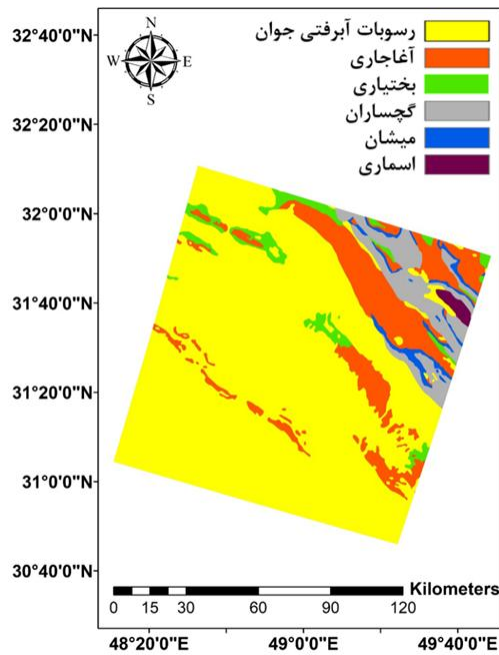 32°40'0"N
32°20'0"N
32°0'0"N
31°40'0"N
31°20'0"N
31°0'0"N
30°40'0"N
N
W E
S
رسوبات آبرفتی جوان
آغاجاری
بختیاری
گچساران
میشان
اسماری
Kilometers
0 15 30 60 90 120
48°20'0"E 49°0'0"E 49°40'0"E